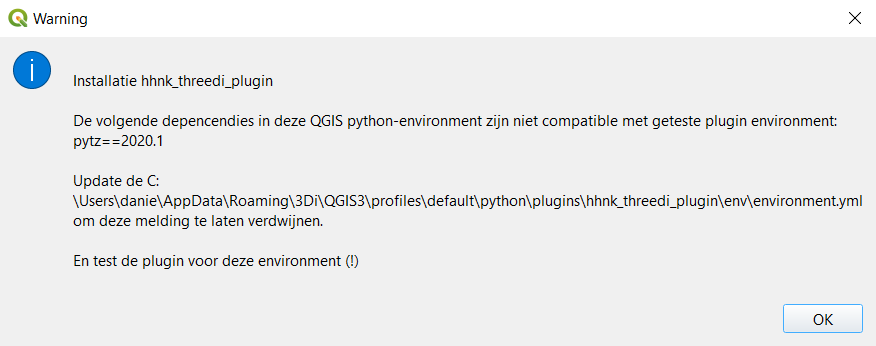 Warning
Installatie hhnk_threedi_plugin
De volgende depencendies in deze QGIS python-environment zijn niet compatible met geteste plugin environment:
pytz==2020.1
Update de C:
\Users\danie\AppData\Roaming\3Di\QGIS3\profiles\default\python\plugins\hhnk_threedi_plugin\env\environment.yml
om deze melding te laten verdwijnen.
En test de plugin voor deze environment (!)
OK